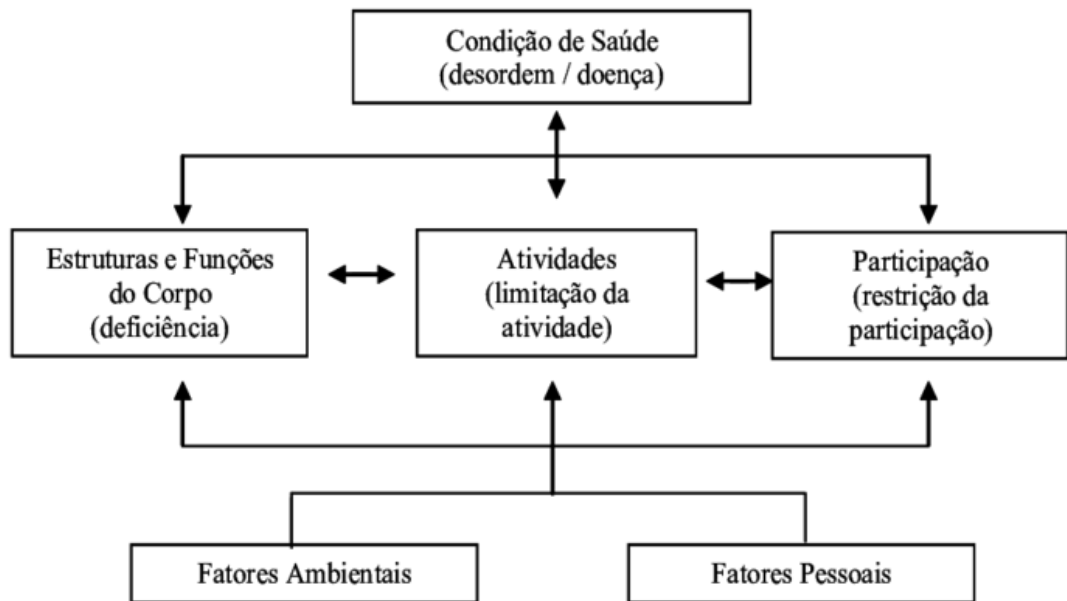 Condição de Saúde
(desordem / doença)
Estruturas e Funções
do Corpo
(deficiência)
Atividades
(limitação da
atividade)
Participação
(restrição da
participação)
Fatores Ambientais
Fatores Pessoais